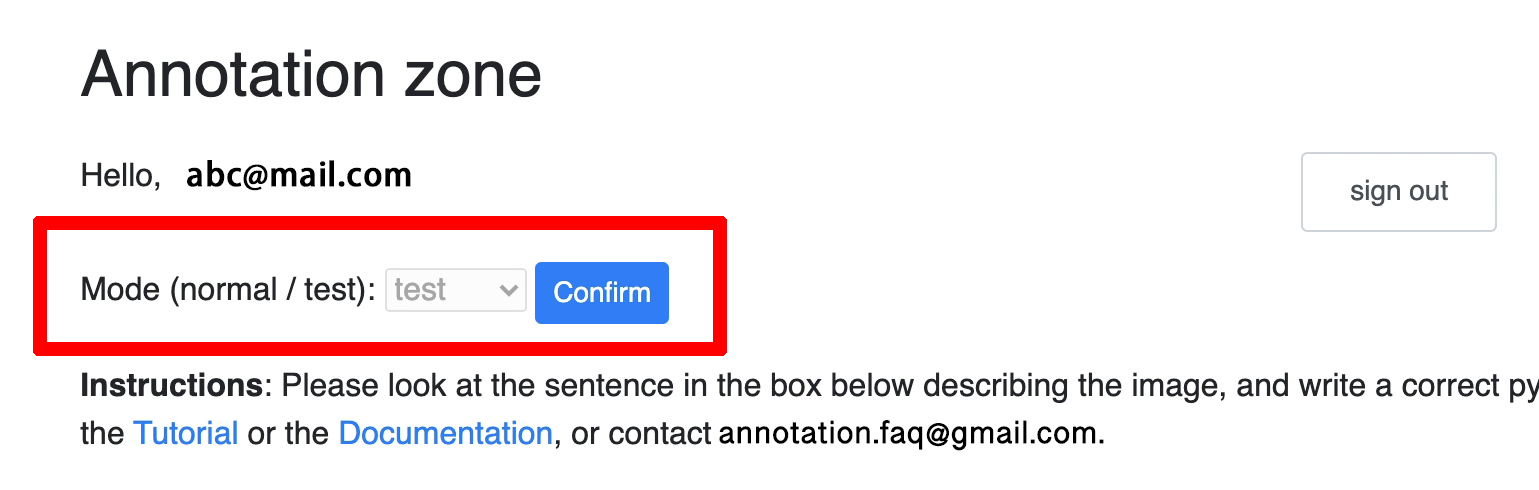 Annotation zone
Hello, abc@mail.com
sign out
Mode (normal / test): test Confirm
Instructions: Please look at the sentence in the box below describing the image, and write a correct
the Tutorial or the Documentation, or contact annotation.faq@gmail.com.